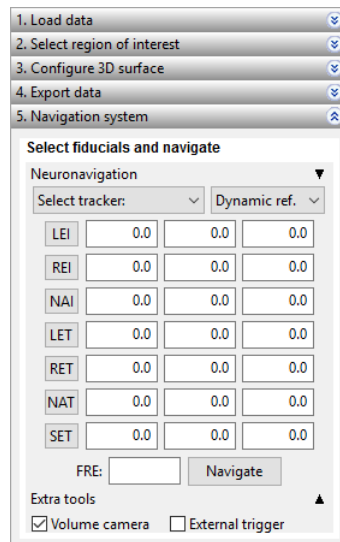 1. Load data
2. Select region of interest
3. Configure 3D surface
4. Export data
5. Navigation system
Select fiducials and navigate
Neuronavigation
Select tracker: Dynamic ref.
LEI 0.0 0.0 0.0
REI 0.0 0.0 0.0
NAI 0.0 0.0 0.0
LET 0.0 0.0 0.0
RET 0.0 0.0 0.0
NAT 0.0 0.0 0.0
SET 0.0 0.0 0.0
FRE: Navigate
Extra tools
Volume camera External trigger